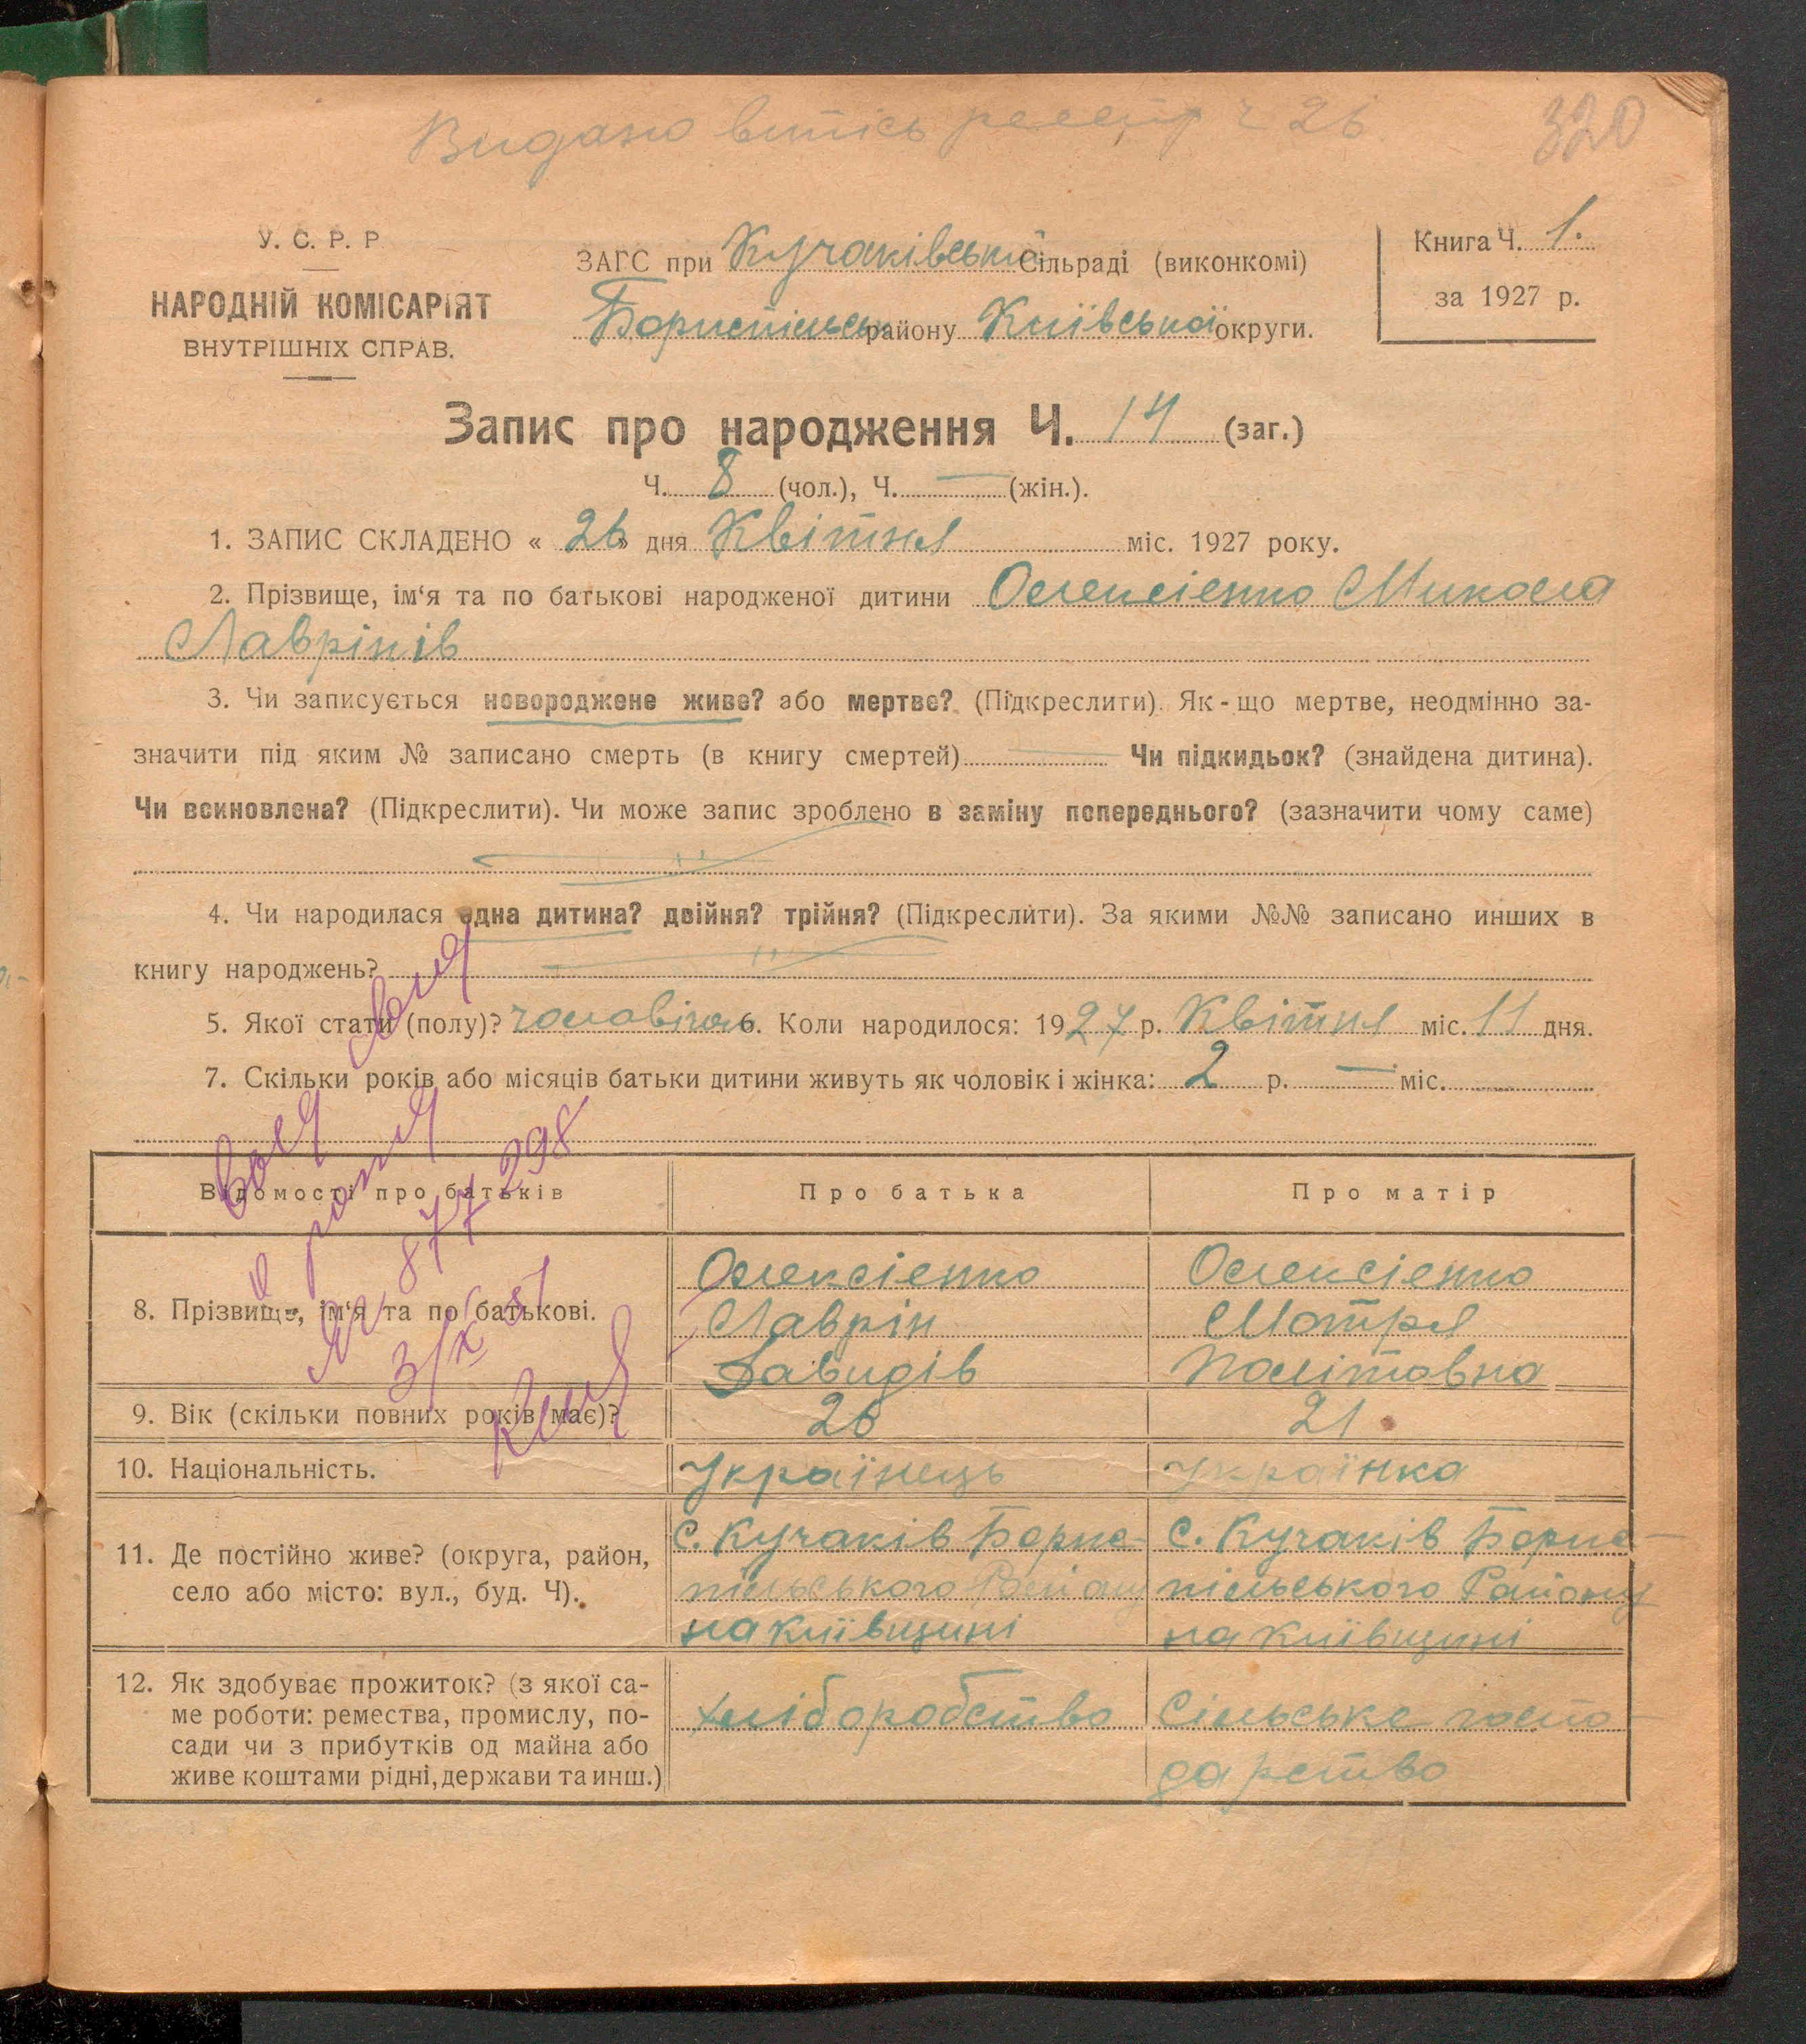 Видано витісь реєстр ч 26
320
У. С. Р. Р.
НАРОДНІЙ КОМІСАРІЯТ
ВНУТРІШНІХ СПРАВ.
ЗАГС при Кучаківській Сільраді (виконкомі)
Бориспільськ району Київської округи.
Книга Ч. 1.
за 1927 р.
Запис про народження Ч. 14 (заг.)
Ч. 8 (чол.), Ч. — (жін.).
1. ЗАПИС СКЛАДЕНО « 26 » дня Квітня міс. 1927 року.
2. Прізвище, ім'я та по батькові народженої дитини Олексієнко Микола
Лаврінів
3. Чи записується новороджене живе? або мертве? (Підкреслити). Як-що мертве, неодмінно за-
значити під яким № записано смерть (в книгу смертей) — Чи підкидьок? (знайдена дитина).
Чи всиновлена? (Підкреслити). Чи може запис зроблено в заміну попереднього? (зазначити чому саме)
4. Чи народилася одна дитина? двійня? трійня? (Підкреслити). За якими №№ записано инших в
книгу народжень?
5. Якої стати (полу)? чоловіча 6. Коли народилося: 1927 р. Квітня міс. 11 дня.
7. Скільки років або місяців батьки дитини живуть як чоловік і жінка: 2 р. — міс.
№ 877298
Відомості про батьків Про батька Про матір
8. Прізвище, ім'я та по батькові.
Олексієнко
Лаврін
Давидів
Олексієнко
Мотря
Палітовна
9. Вік (скільки повних років має)? 26 21
10. Національність. Українець Українка
11. Де постійно живе? (округа, район,
село або місто: вул., буд. Ч).
с. Кучаків Борис-
пільського Району
на київщині
с. Кучаків Борис-
пільського Району
на київщині
12. Як здобуває прожиток? (з якої са-
ме роботи: ремества, промислу, по-
сади чи з прибутків од майна або
живе коштами рідні, держави та инш.)
хліборобство
Сільське госпо-
дарство